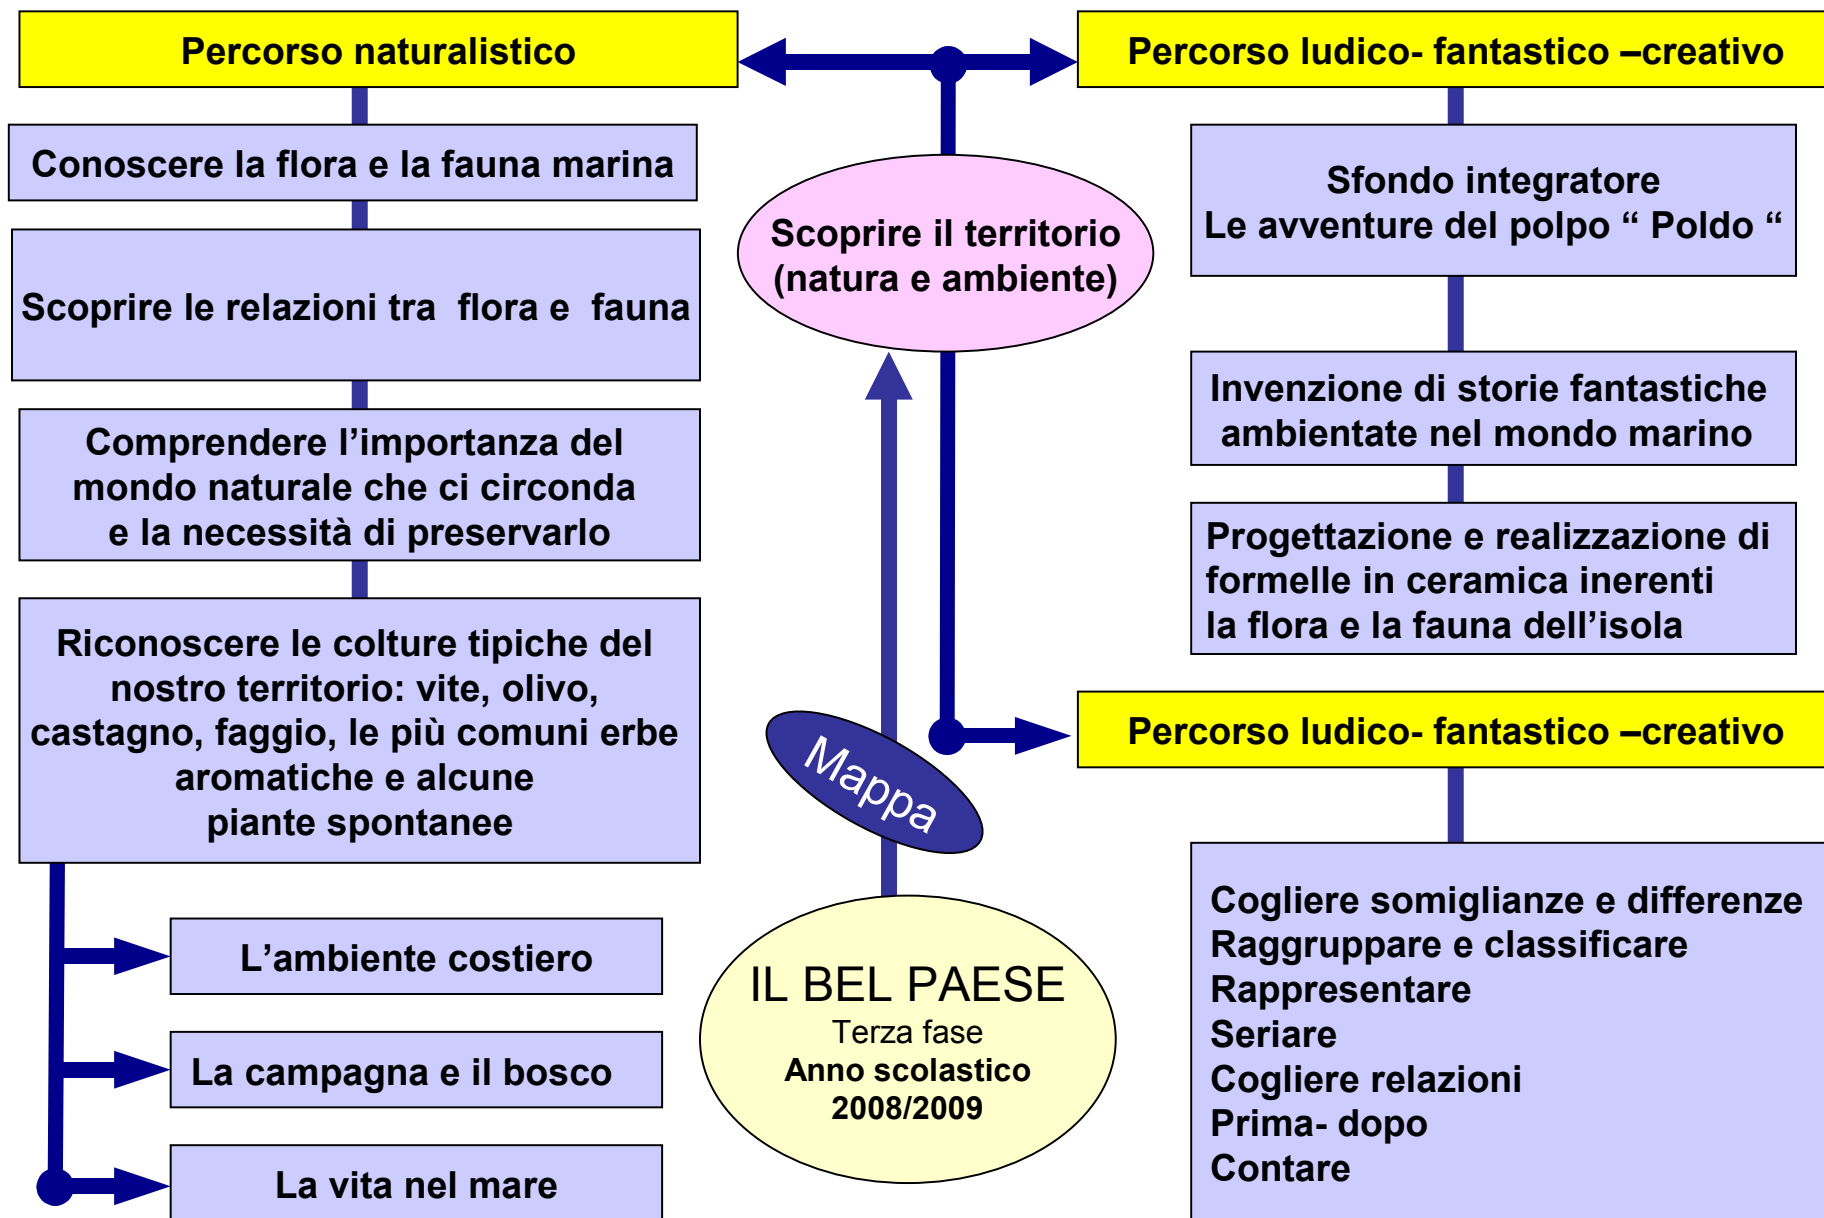 Percorso naturalistico
Conoscere la flora e la fauna marina
Scoprire le relazioni tra  flora e  fauna
Comprendere l’importanza del
mondo naturale che ci circonda
e la necessità di preservarlo
Riconoscere le colture tipiche del
nostro territorio: vite, olivo,
castagno, faggio, le più comuni erbe
aromatiche e alcune
piante spontanee
L’ambiente costiero
La campagna e il bosco
La vita nel mare
Scoprire il territorio
(natura e ambiente)
Mappa
IL BEL PAESE
Terza fase
Anno scolastico
2008/2009
Percorso ludico- fantastico –creativo
Sfondo integratore
Le avventure del polpo “ Poldo “
Invenzione di storie fantastiche
ambientate nel mondo marino
Progettazione e realizzazione di
formelle in ceramica inerenti
la flora e la fauna dell’isola
Percorso ludico- fantastico –creativo
Cogliere somiglianze e differenze
Raggruppare e classificare
Rappresentare
Seriare
Cogliere relazioni
Prima- dopo
Contare